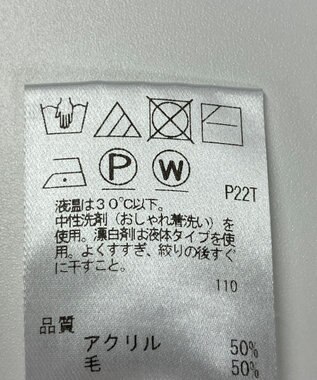 P W P22T
液温は30℃以下。
中性洗剤（おしゃれ着洗い）を
使用。漂白剤は液体タイプを使
用。よくすすぎ、絞りの後すぐ
に干すこと。
110
品質
アクリル 50%
毛 50%